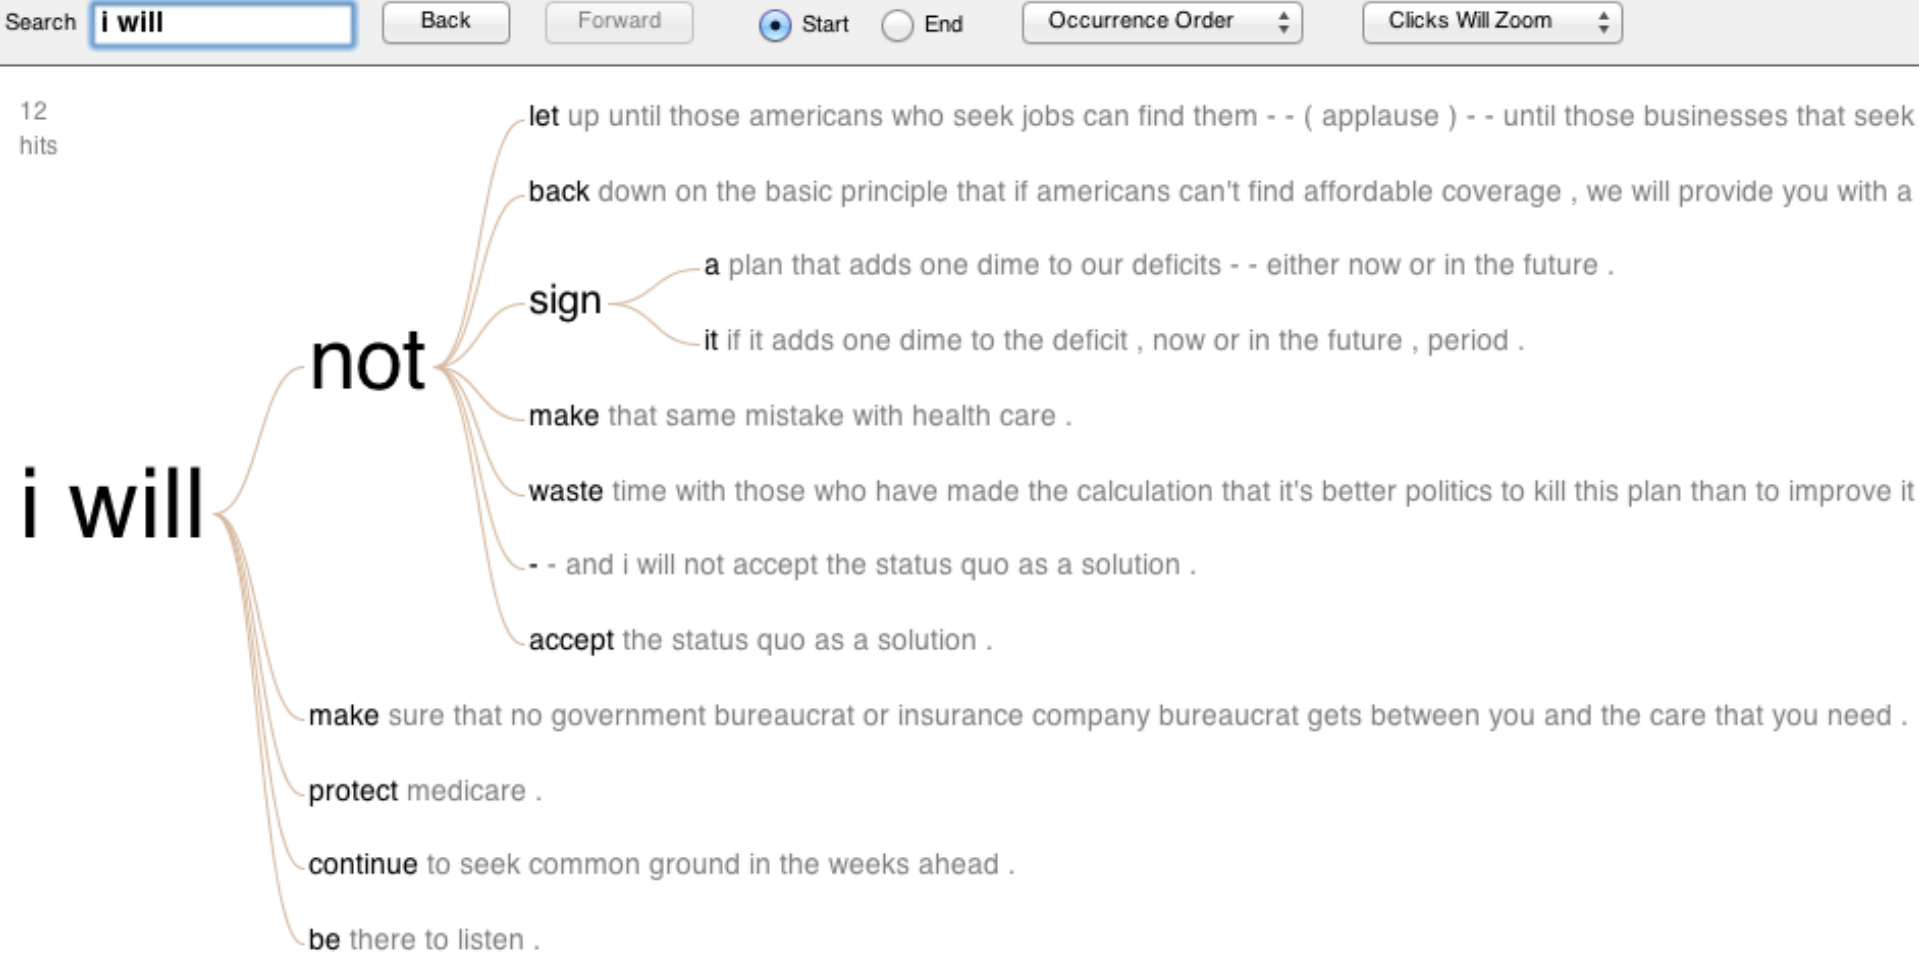 Search i will Back Forward Start End Occurrence Order Clicks Will Zoom
12
hits
let up until those americans who seek jobs can find them - - ( applause ) - - until those businesses that seek
back down on the basic principle that if americans can't find affordable coverage , we will provide you with a
a plan that adds one dime to our deficits - - either now or in the future .
sign
it if it adds one dime to the deficit , now or in the future , period .
not
make that same mistake with health care .
waste time with those who have made the calculation that it's better politics to kill this plan than to improve it
i will
- - and i will not accept the status quo as a solution .
accept the status quo as a solution .
make sure that no government bureaucrat or insurance company bureaucrat gets between you and the care that you need .
protect medicare .
continue to seek common ground in the weeks ahead .
be there to listen .